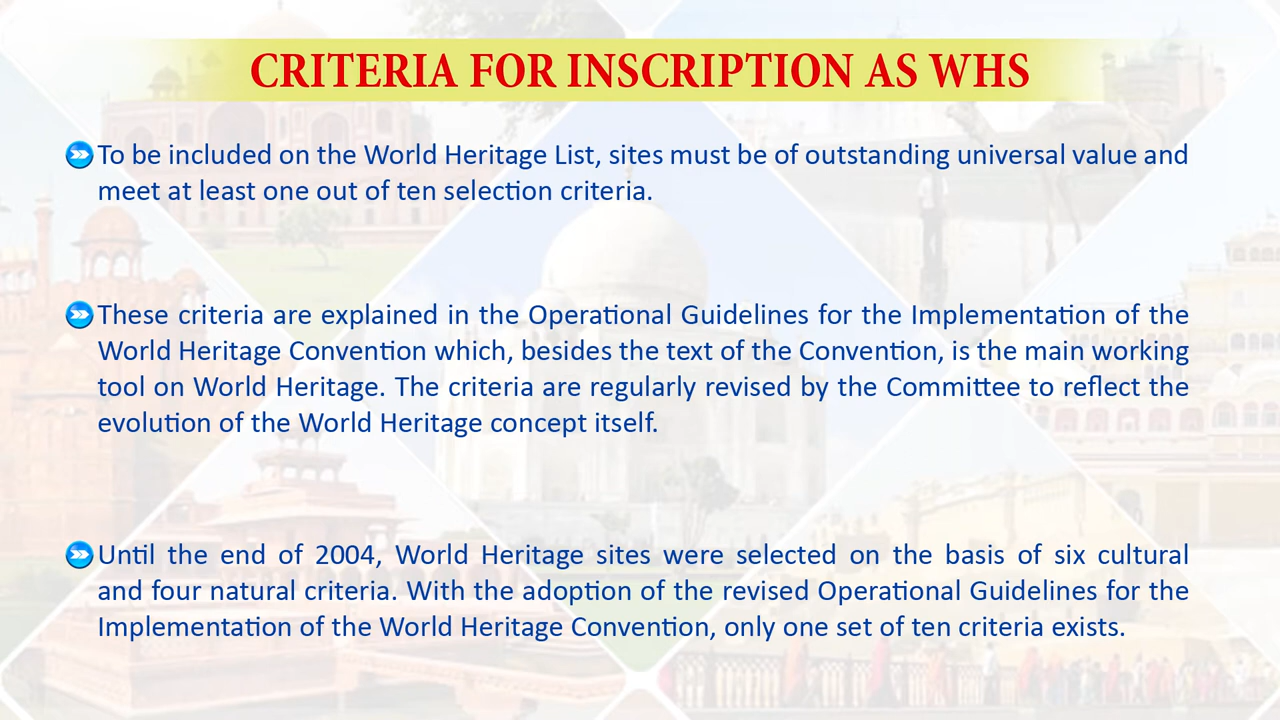 CRITERIA FOR INSCRIPTION AS WHS
To be included on the World Heritage List, sites must be of outstanding universal value and
meet at least one out of ten selection criteria.
These criteria are explained in the Operational Guidelines for the Implementation of the
World Heritage Convention which, besides the text of the Convention, is the main working
tool on World Heritage. The criteria are regularly revised by the Committee to reflect the
evolution of the World Heritage concept itself.
Until the end of 2004, World Heritage sites were selected on the basis of six cultural
and four natural criteria. With the adoption of the revised Operational Guidelines for the
Implementation of the World Heritage Convention, only one set of ten criteria exists.